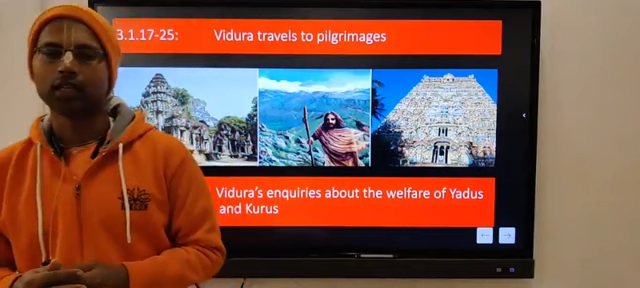 3.1.17-25: Vidura travels to pilgrimages
Vidura's enquiries about the welfare of Yadus
and Kurus